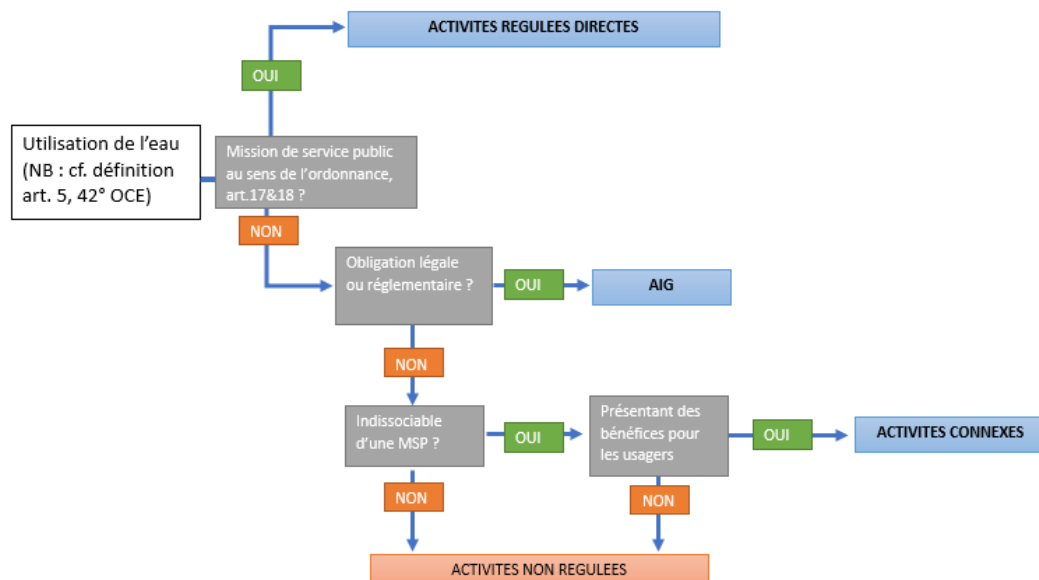 ACTIVITES REGULEES DIRECTES
OUI
Utilisation de l’eau
(NB : cf. définition
art. 5, 42° OCE)
Mission de service public
au sens de l’ordonnance,
art.17&18 ?
NON
Obligation légale
ou réglementaire ?
OUI
AIG
NON
Indissociable
d’une MSP ?
OUI
Présentant des
bénéfices pour
les usagers
OUI
ACTIVITES CONNEXES
NON
NON
ACTIVITES NON REGULEES